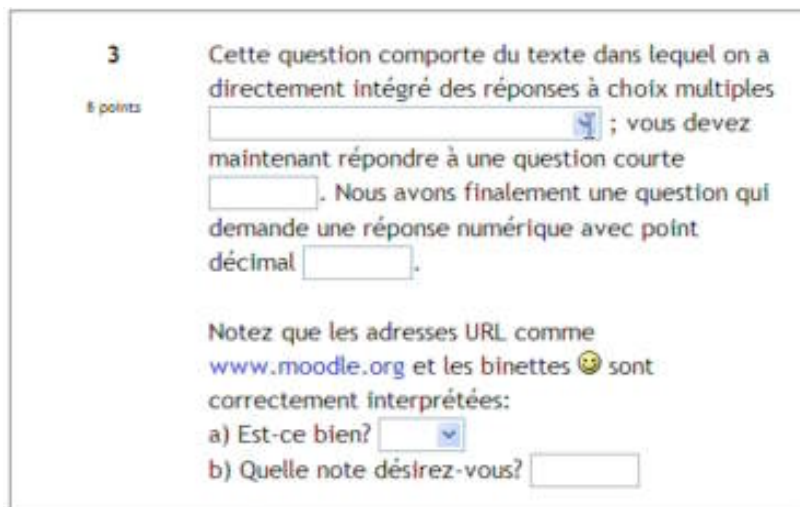 3
6 points
Cette question comporte du texte dans lequel on a
directement intégré des réponses à choix multiples
; vous devez
maintenant répondre à une question courte
. Nous avons finalement une question qui
demande une réponse numérique avec point
décimal .
Notez que les adresses URL comme
www.moodle.org et les binettes sont
correctement interprétées:
a) Est-ce bien?
b) Quelle note désirez-vous?